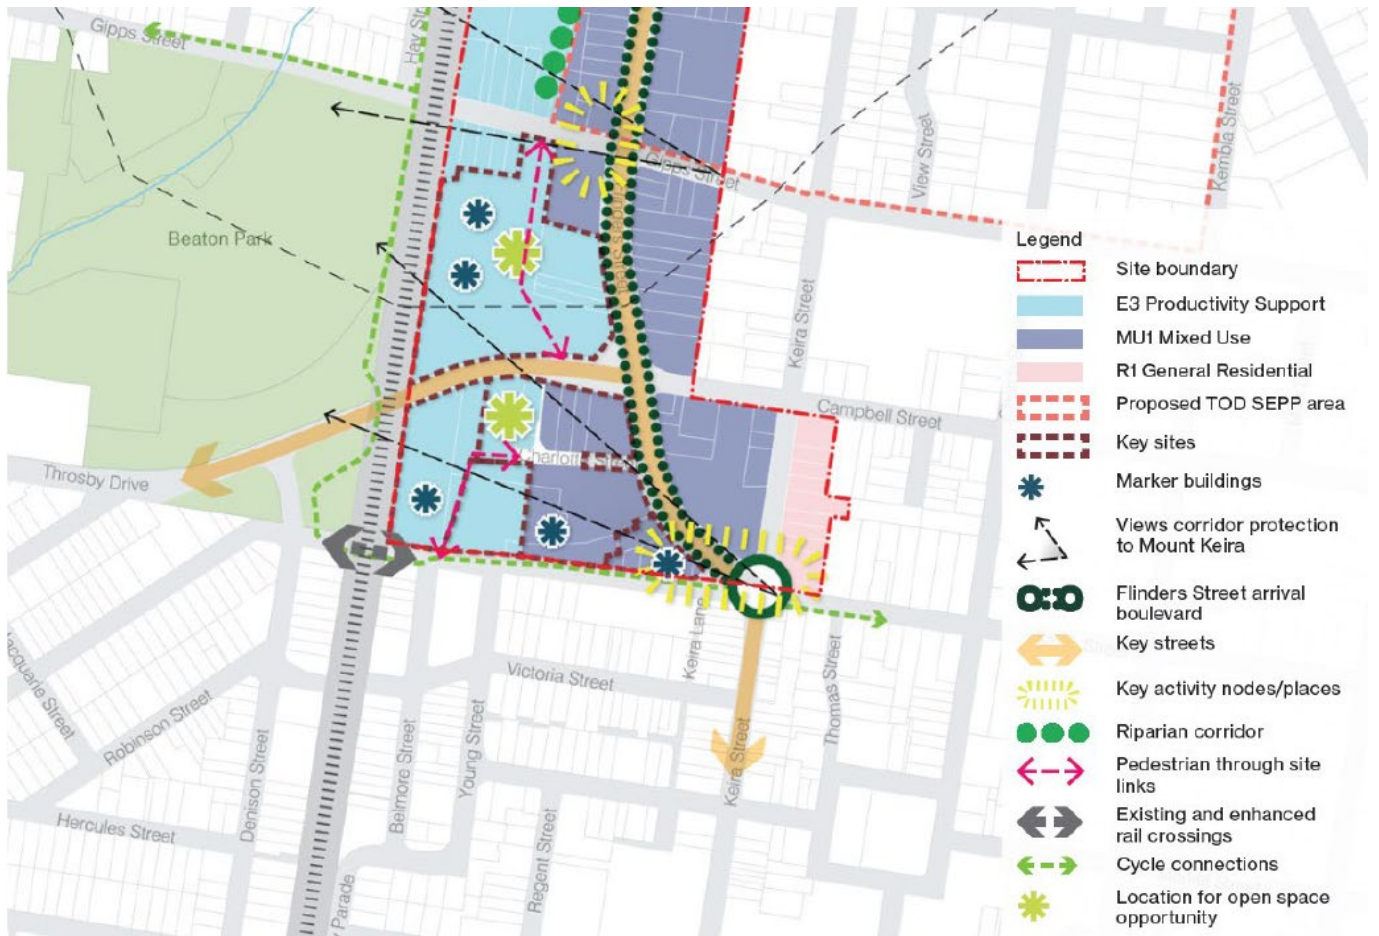 Gipps Street
Hay Str
Beaton Park
Gipps Street
View Street
Kembla Street
Keira Street
Campbell Street
Throsby Drive
Charlotte Stre
Keira Lane
Victoria Street
Thomas Street
Keira Street
Young Street
Belmore Street
Denison Street
Robinson Street
acquarie Street
Hercules Street
Regent Street
Parade
Legend
Site boundary
E3 Productivity Support
MU1 Mixed Use
R1 General Residential
Proposed TOD SEPP area
Key sites
Marker buildings
Views corridor protection
to Mount Keira
Flinders Street arrival
boulevard
Key streets
Key activity nodes/places
Riparian corridor
Pedestrian through site
links
Existing and enhanced
rail crossings
Cycle connections
Location for open space
opportunity